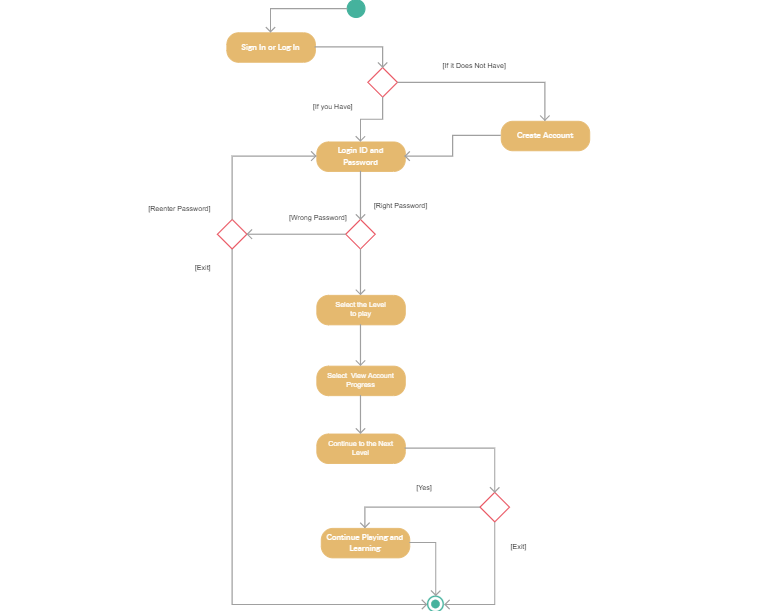 Sign In or Log In
[If it Does Not Have]
[If you Have]
Create Account
Login ID and
Password
[Reenter Password]
[Right Password]
[Wrong Password]
[Exit]
Select the Level
to play
Select View Account
Progress
Continue to the Next
Level
[Yes]
Continue Playing and
Learning
[Exit]